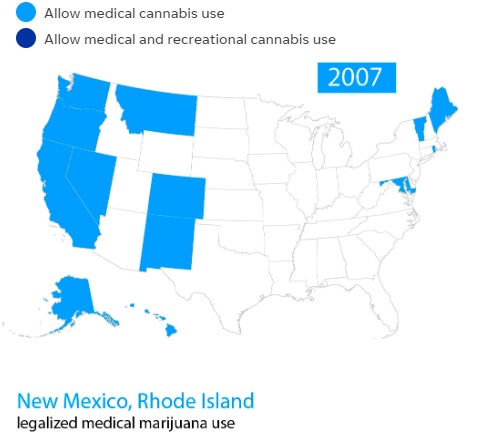 Allow medical cannabis use
Allow medical and recreational cannabis use
2007
New Mexico, Rhode Island
legalized medical marijuana use